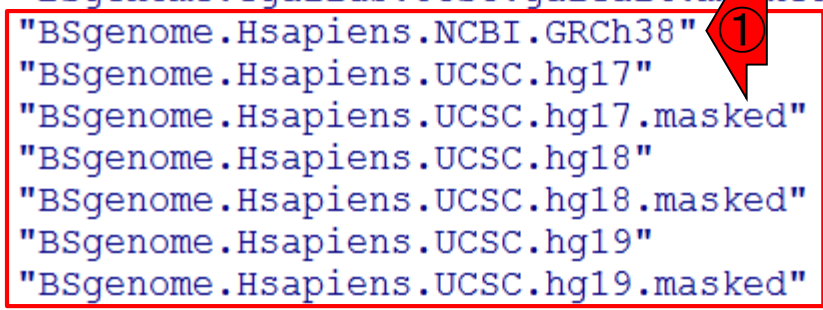 "BSgenome.Hsapiens.NCBI.GRCh38"
①
"BSgenome.Hsapiens.UCSC.hg17"
"BSgenome.Hsapiens.UCSC.hg17.masked"
"BSgenome.Hsapiens.UCSC.hg18"
"BSgenome.Hsapiens.UCSC.hg18.masked"
"BSgenome.Hsapiens.UCSC.hg19"
"BSgenome.Hsapiens.UCSC.hg19.masked"